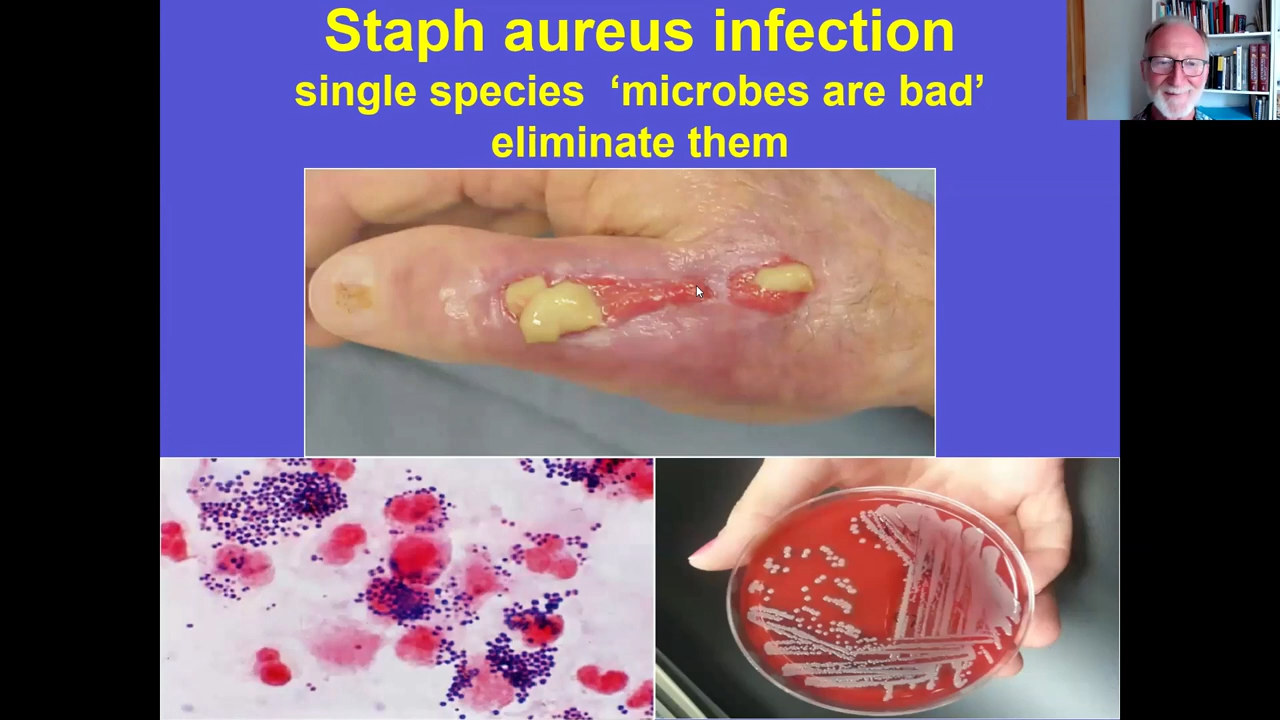 Staph aureus infection
single species ‘microbes are bad’
eliminate them